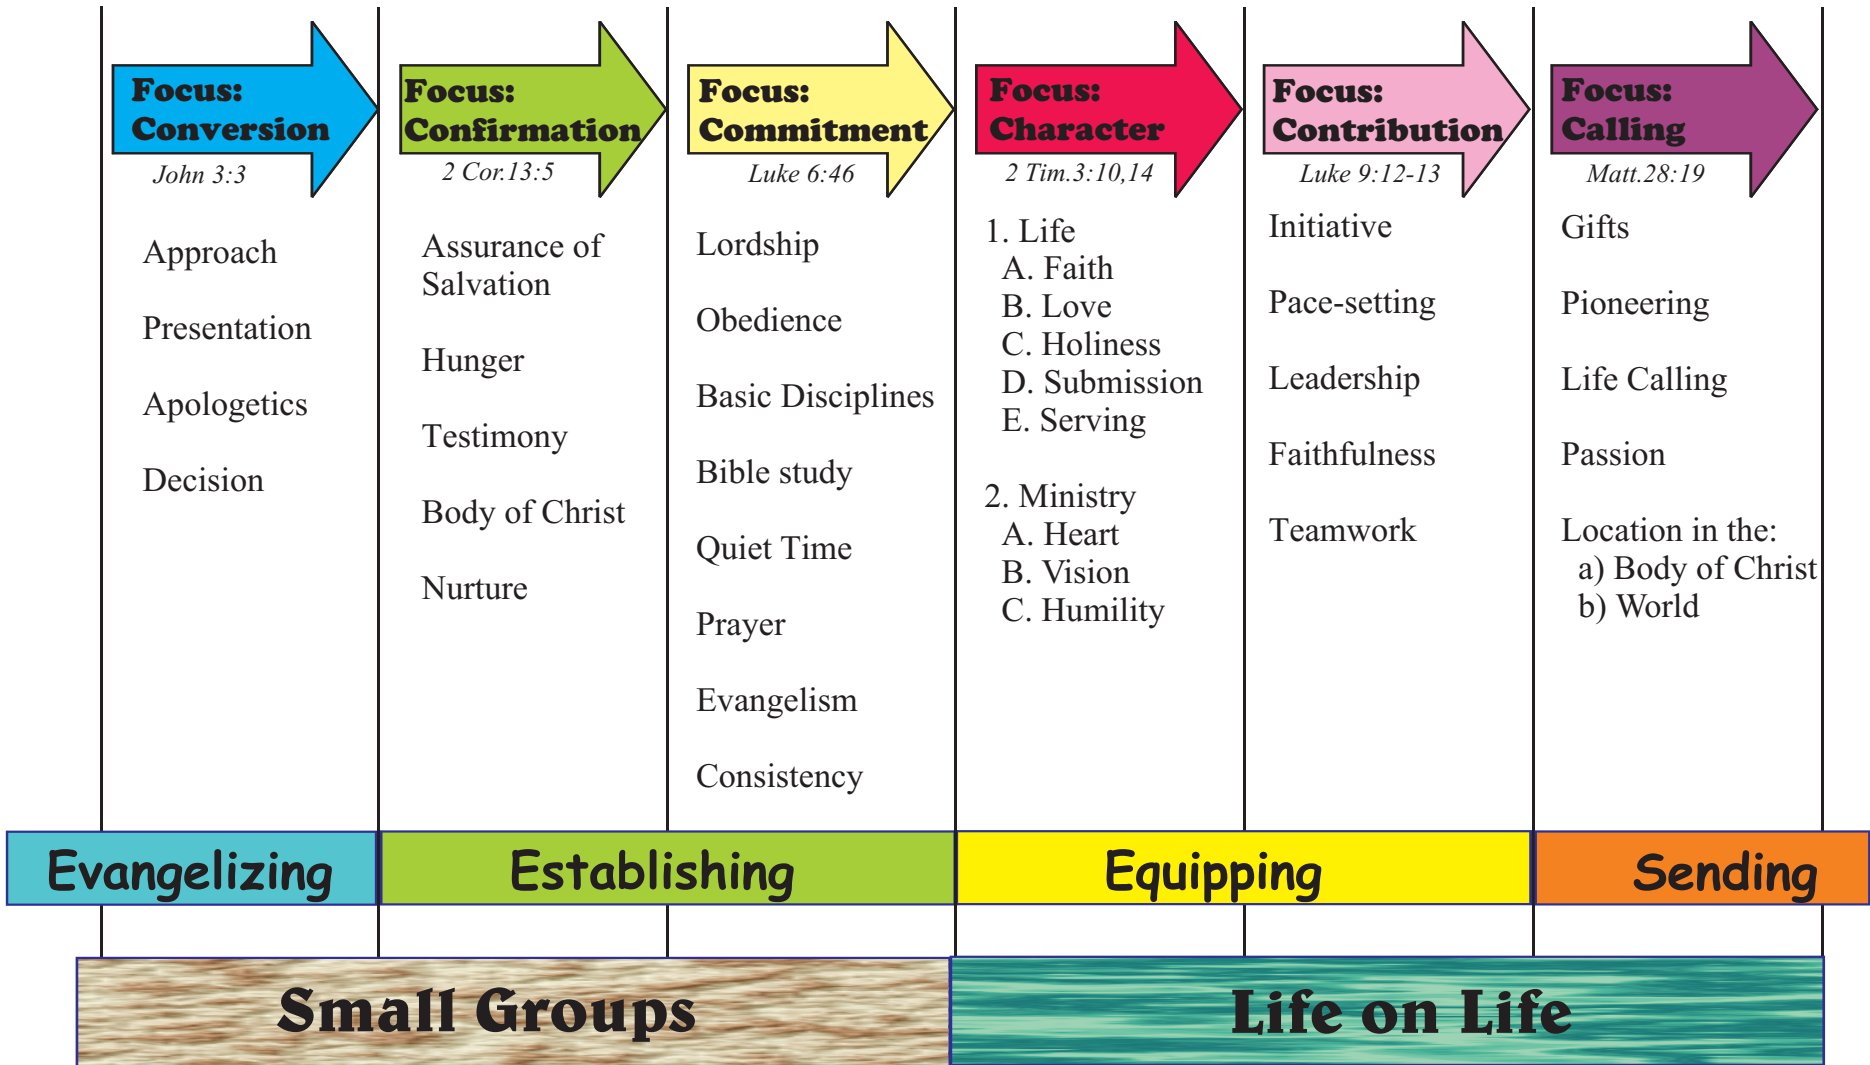 Focus:
Conversion
John 3:3
Approach
Presentation
Apologetics
Decision
Focus:
Confirmation
2 Cor.13:5
Assurance of
Salvation
Hunger
Testimony
Body of Christ
Nurture
Focus:
Commitment
Luke 6:46
Lordship
Obedience
Basic Disciplines
Bible study
Quiet Time
Prayer
Evangelism
Consistency
Focus:
Character
2 Tim.3:10,14
1. Life
A. Faith
B. Love
C. Holiness
D. Submission
E. Serving
2. Ministry
A. Heart
B. Vision
C. Humility
Focus:
Contribution
Luke 9:12-13
Initiative
Pace-setting
Leadership
Faithfulness
Teamwork
Focus:
Calling
Matt.28:19
Gifts
Pioneering
Life Calling
Passion
Location in the:
a) Body of Christ
b) World
Evangelizing
Establishing
Equipping
Sending
Small Groups
Life on Life